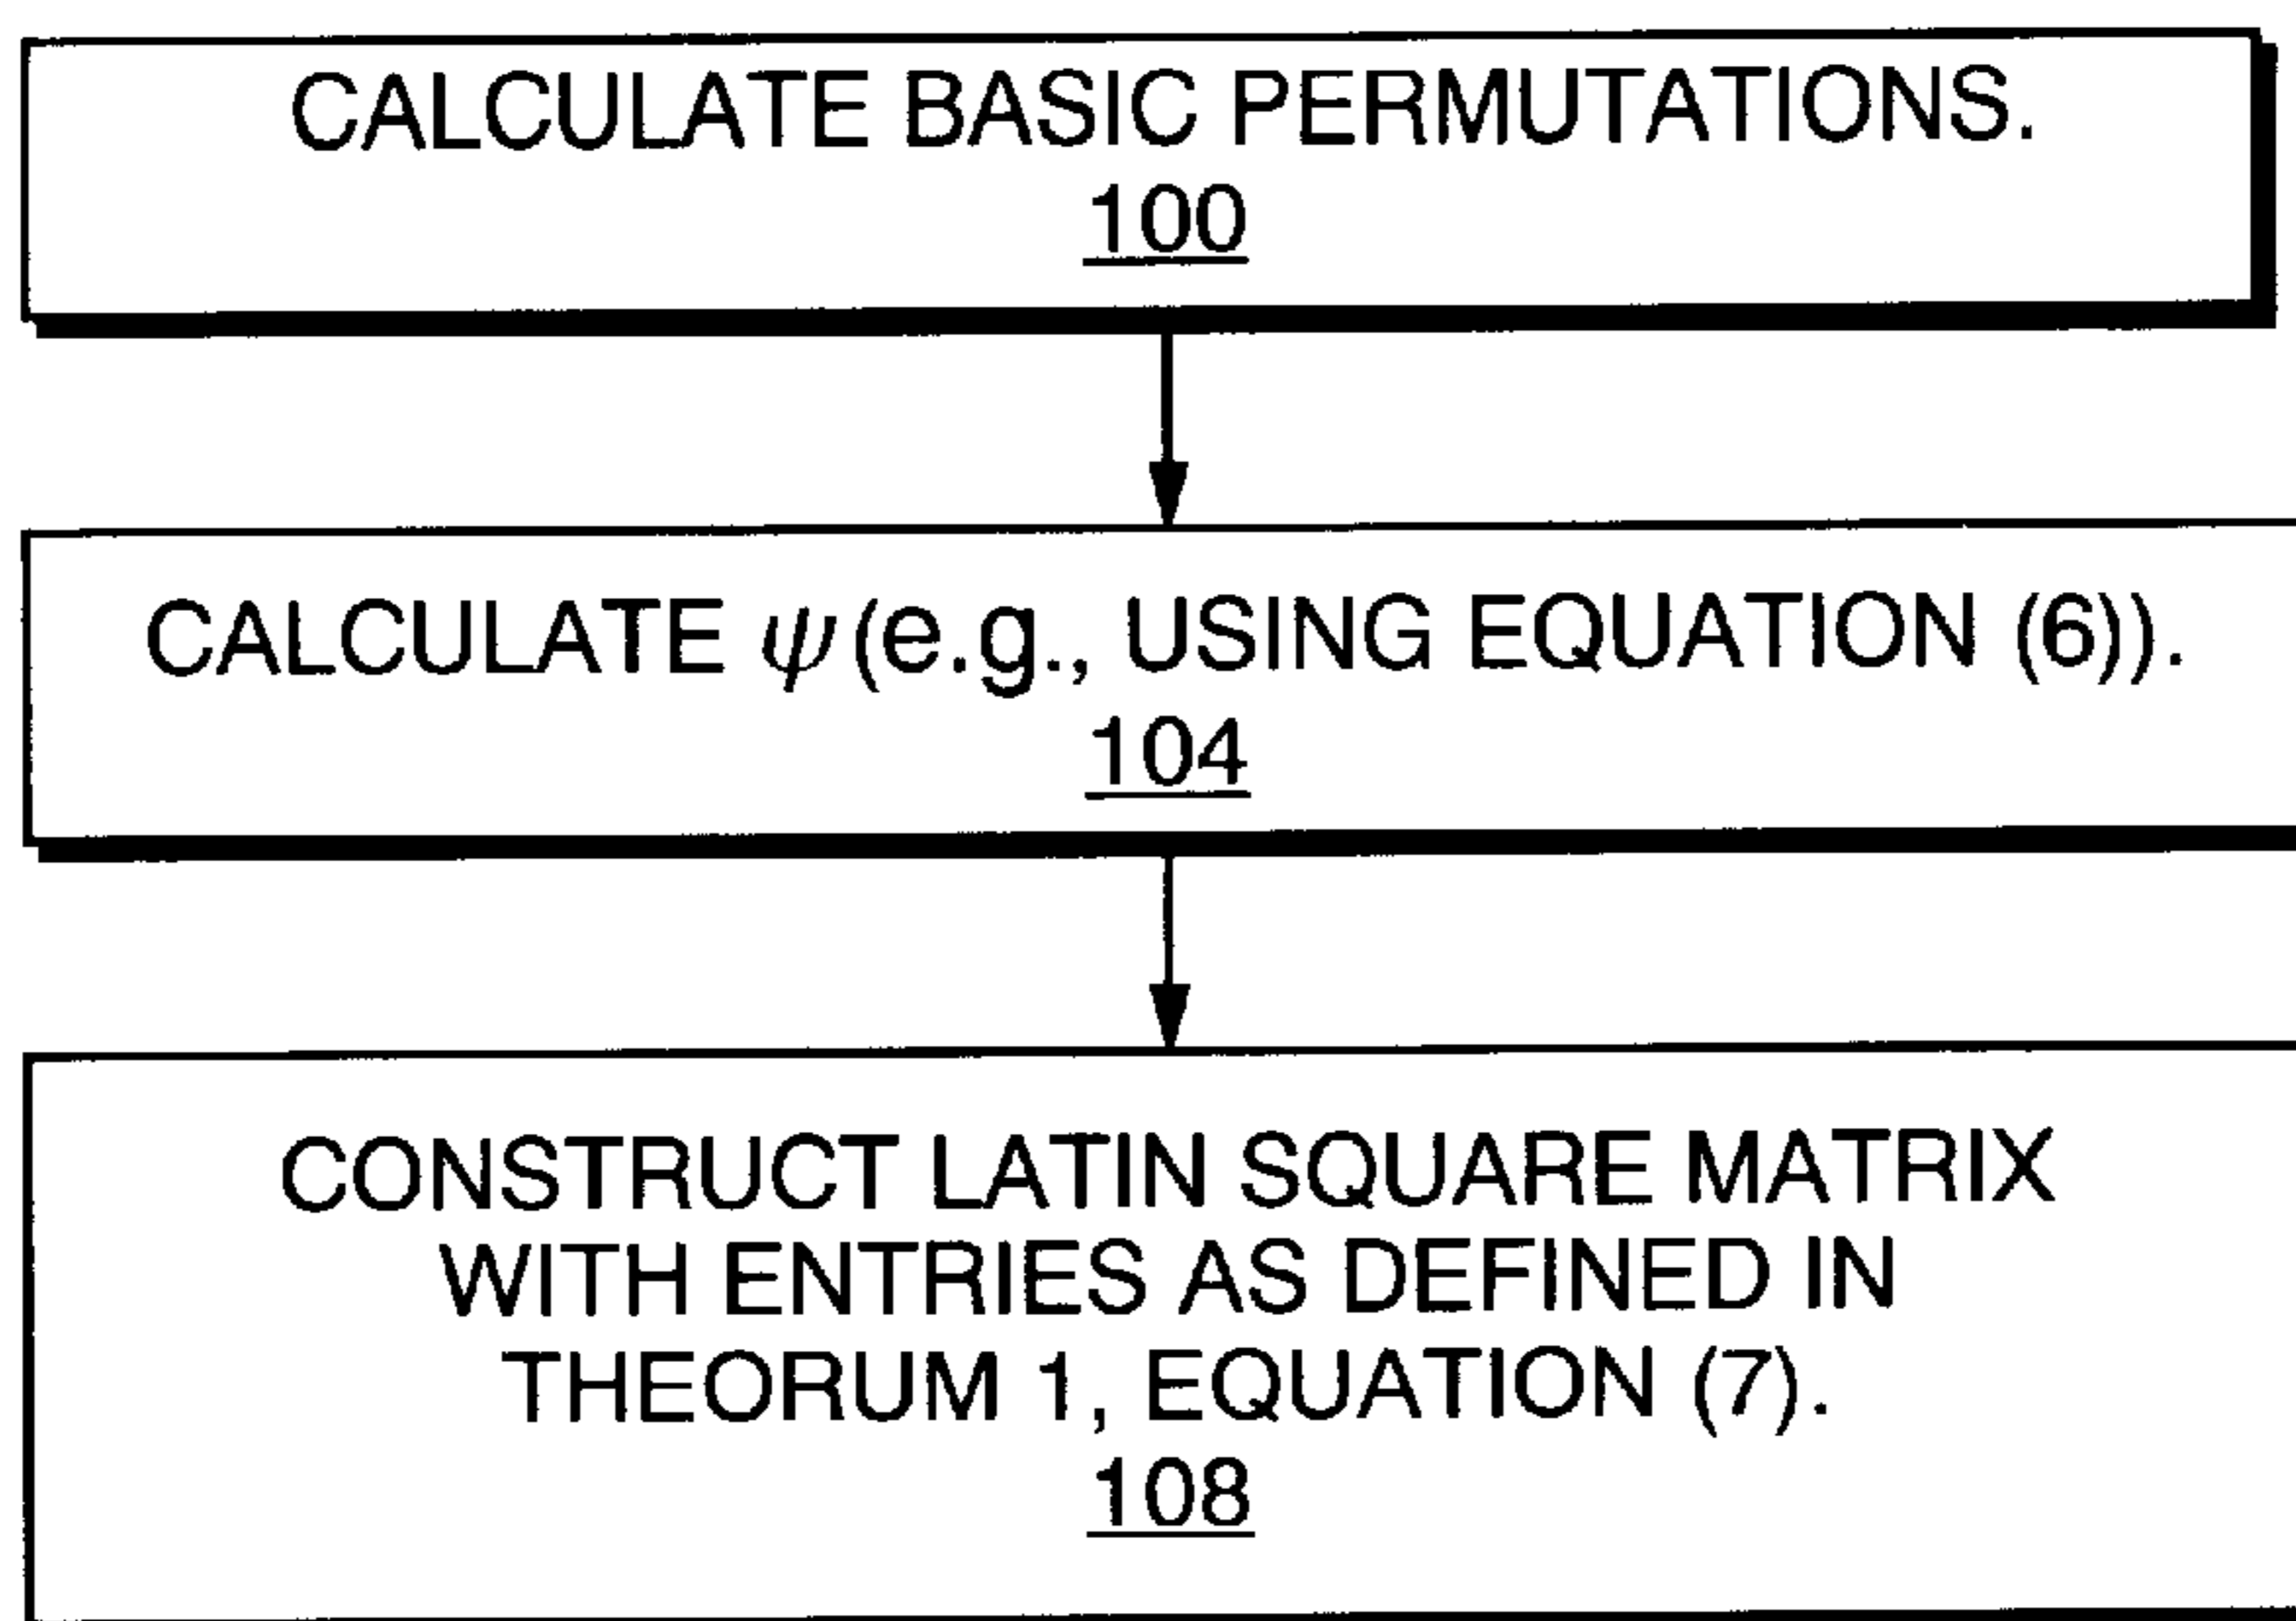 CALCULATE BASIC PERMUTATIONS.
100
CALCULATE ψ (e.g., USING EQUATION (6)).
104
CONSTRUCT LATIN SQUARE MATRIX
WITH ENTRIES AS DEFINED IN
THEORUM 1, EQUATION (7).
108